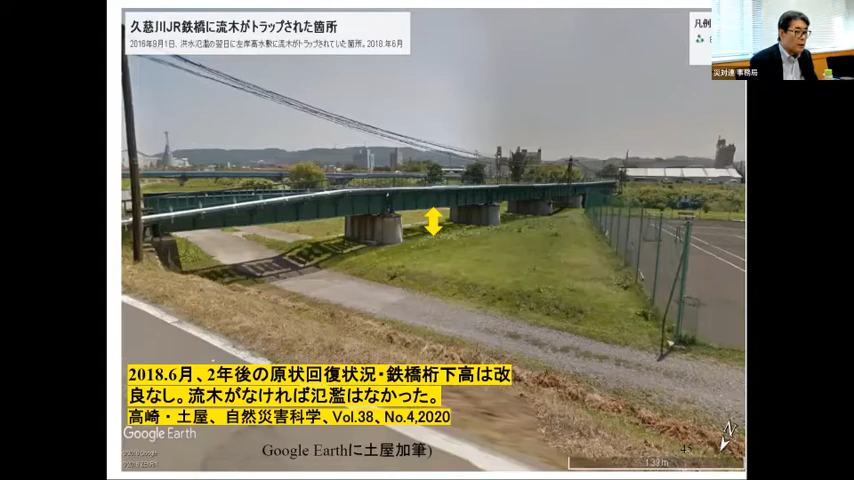 久慈川JR鉄橋に流木がトラップされた箇所
2016年9月1日、洪水氾濫の翌日に左岸高水敷に流木がトラップされていた箇所。2018.年6月
凡例
災対連 事務局
2018.6月、2年後の原状回復状況・鉄橋桁下高は改
良なし。流木がなければ氾濫はなかった。
高崎・土屋、自然災害科学、Vol.38、No.4,2020
Google Earth
Google Earthに土屋加筆)
45
N